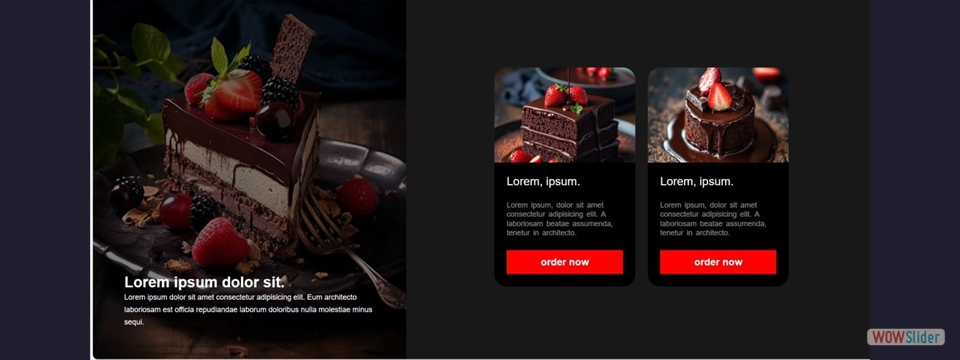 Lorem ipsum dolor sit.
Lorem ipsum dolor sit amet consectetur adipisicing elit. Eum architecto
laboriosam est officia repudiandae laborum doloribus nulla molestiae minus
sequi.
Lorem, ipsum.
Lorem ipsum, dolor sit amet
consectetur adipisicing elit. A
laboriosam beatae assumenda,
tenetur in architecto.
order now
Lorem, ipsum.
Lorem ipsum, dolor sit amet
consectetur adipisicing elit. A
laboriosam beatae assumenda,
tenetur in architecto.
order now
WOWSlider